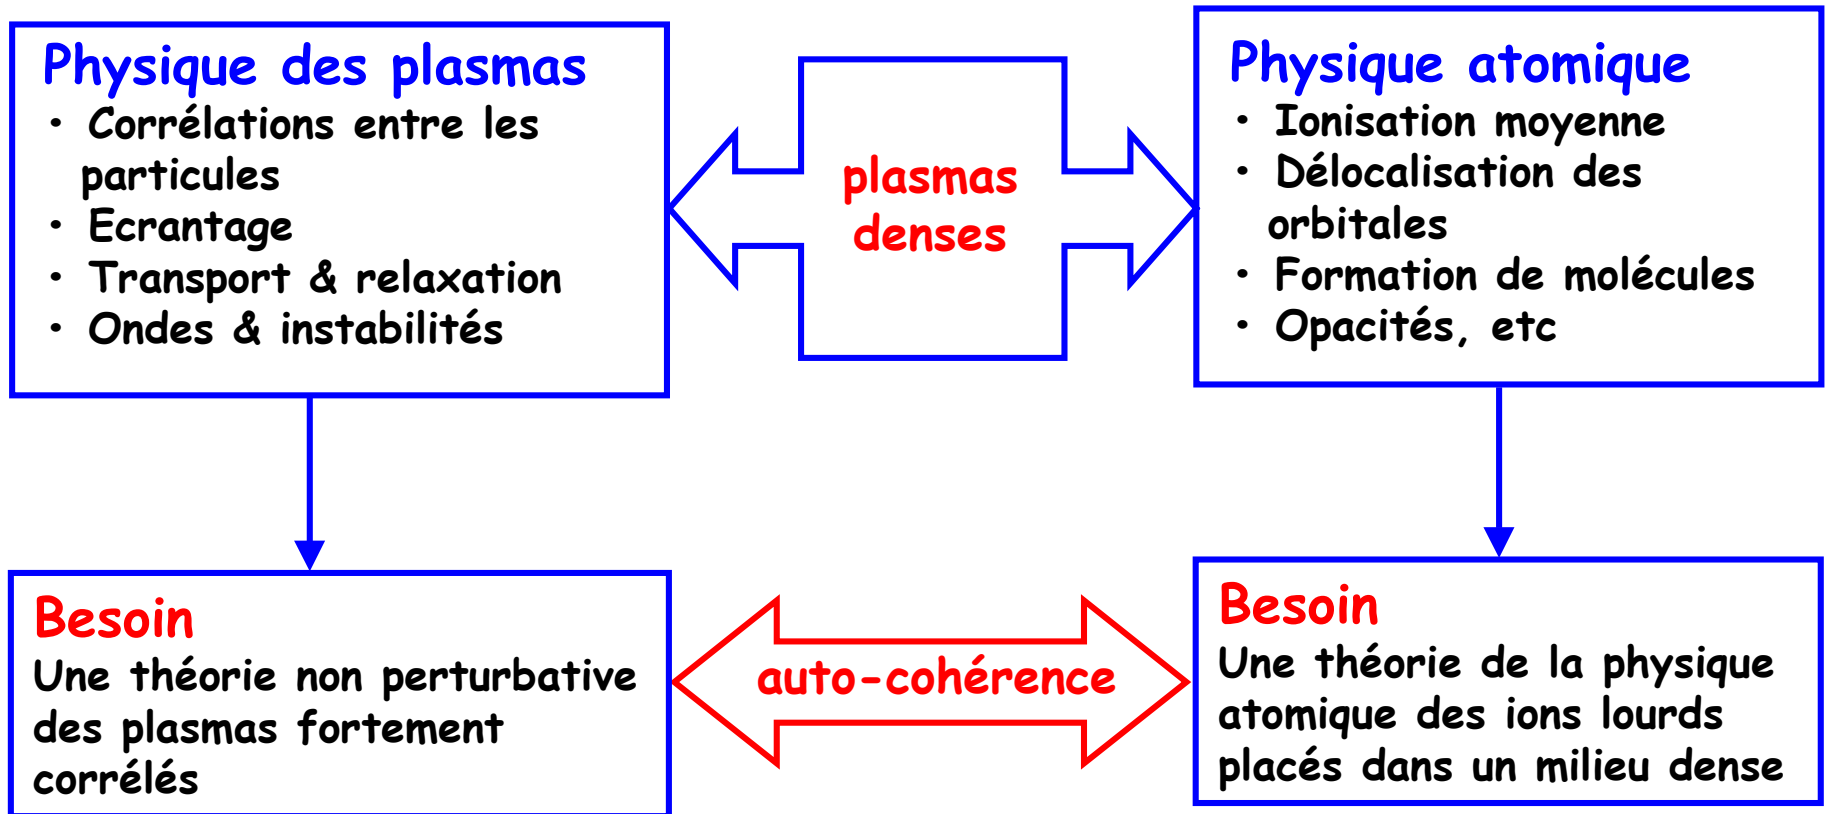 Physique des plasmas
· Corrélations entre les
particules
· Ecrantage
· Transport & relaxation
· Ondes & instabilités
plasmas
denses
Physique atomique
· Ionisation moyenne
· Délocalisation des
orbitales
· Formation de molécules
· Opacités, etc
Besoin
Une théorie non perturbative
des plasmas fortement
corrélés
auto-cohérence
Besoin
Une théorie de la physique
atomique des ions lourds
placés dans un milieu dense